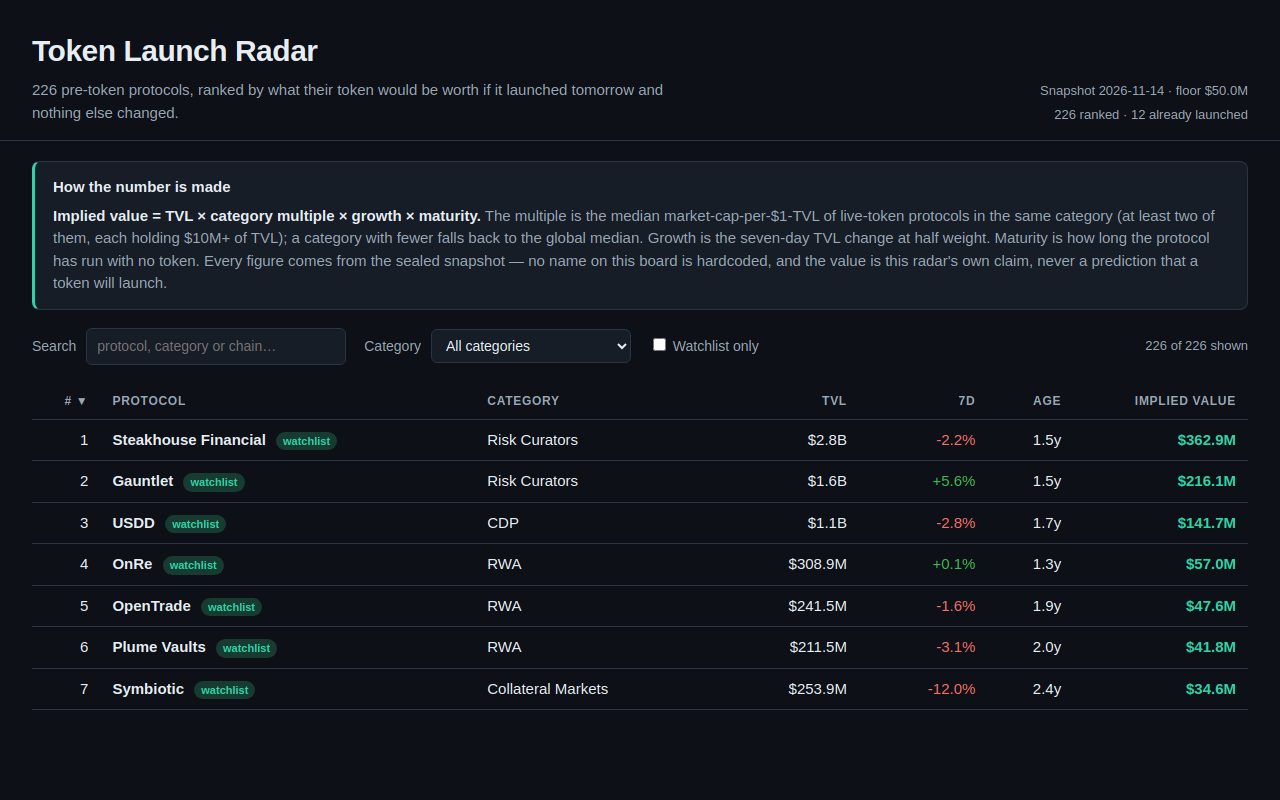 Token Launch Radar
226 pre-token protocols, ranked by what their token would be worth if it launched tomorrow and
nothing else changed.
Snapshot 2026-11-14 · floor $50.0M
226 ranked · 12 already launched
How the number is made
Implied value = TVL × category multiple × growth × maturity. The multiple is the median market-cap-per-$1-TVL of live-token protocols in the same category (at least two of
them, each holding $10M+ of TVL); a category with fewer falls back to the global median. Growth is the seven-day TVL change at half weight. Maturity is how long the protocol
has run with no token. Every figure comes from the sealed snapshot — no name on this board is hardcoded, and the value is this radar's own claim, never a prediction that a
token will launch.
Search protocol, category or chain… Category All categories Watchlist only 226 of 226 shown
# ▼ PROTOCOL CATEGORY TVL 7D AGE IMPLIED VALUE
1 Steakhouse Financial watchlist Risk Curators $2.8B -2.2% 1.5y $362.9M
2 Gauntlet watchlist Risk Curators $1.6B +5.6% 1.5y $216.1M
3 USDD watchlist CDP $1.1B -2.8% 1.7y $141.7M
4 OnRe watchlist RWA $308.9M +0.1% 1.3y $57.0M
5 OpenTrade watchlist RWA $241.5M -1.6% 1.9y $47.6M
6 Plume Vaults watchlist RWA $211.5M -3.1% 2.0y $41.8M
7 Symbiotic watchlist Collateral Markets $253.9M -12.0% 2.4y $34.6M